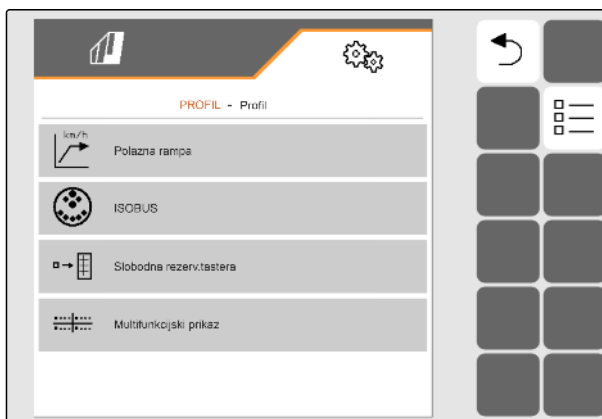 PROFIL - Profil
km/h
Polazna rampa
ISOBUS
Slobodna rezerv.tastera
Multifunkcijski prikaz